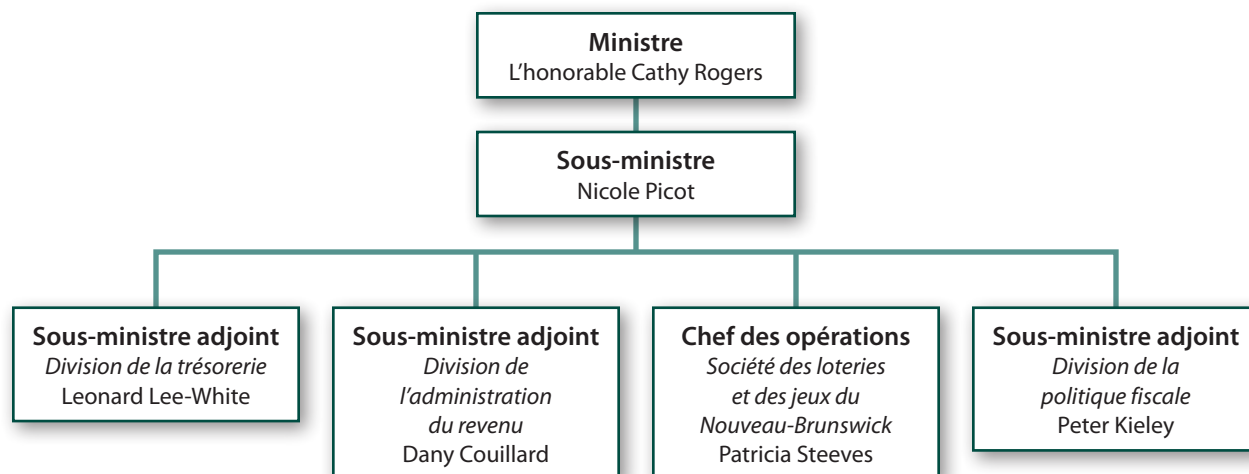 Ministre
L'honorable Cathy Rogers
Sous-ministre
Nicole Picot
Sous-ministre adjoint
Division de la trésorerie
Leonard Lee-White
Sous-ministre adjoint
Division de
l'administration
du revenu
Dany Couillard
Chef des opérations
Société des loteries
et des jeux du
Nouveau-Brunswick
Patricia Steeves
Sous-ministre adjoint
Division de la
politique fiscale
Peter Kieley